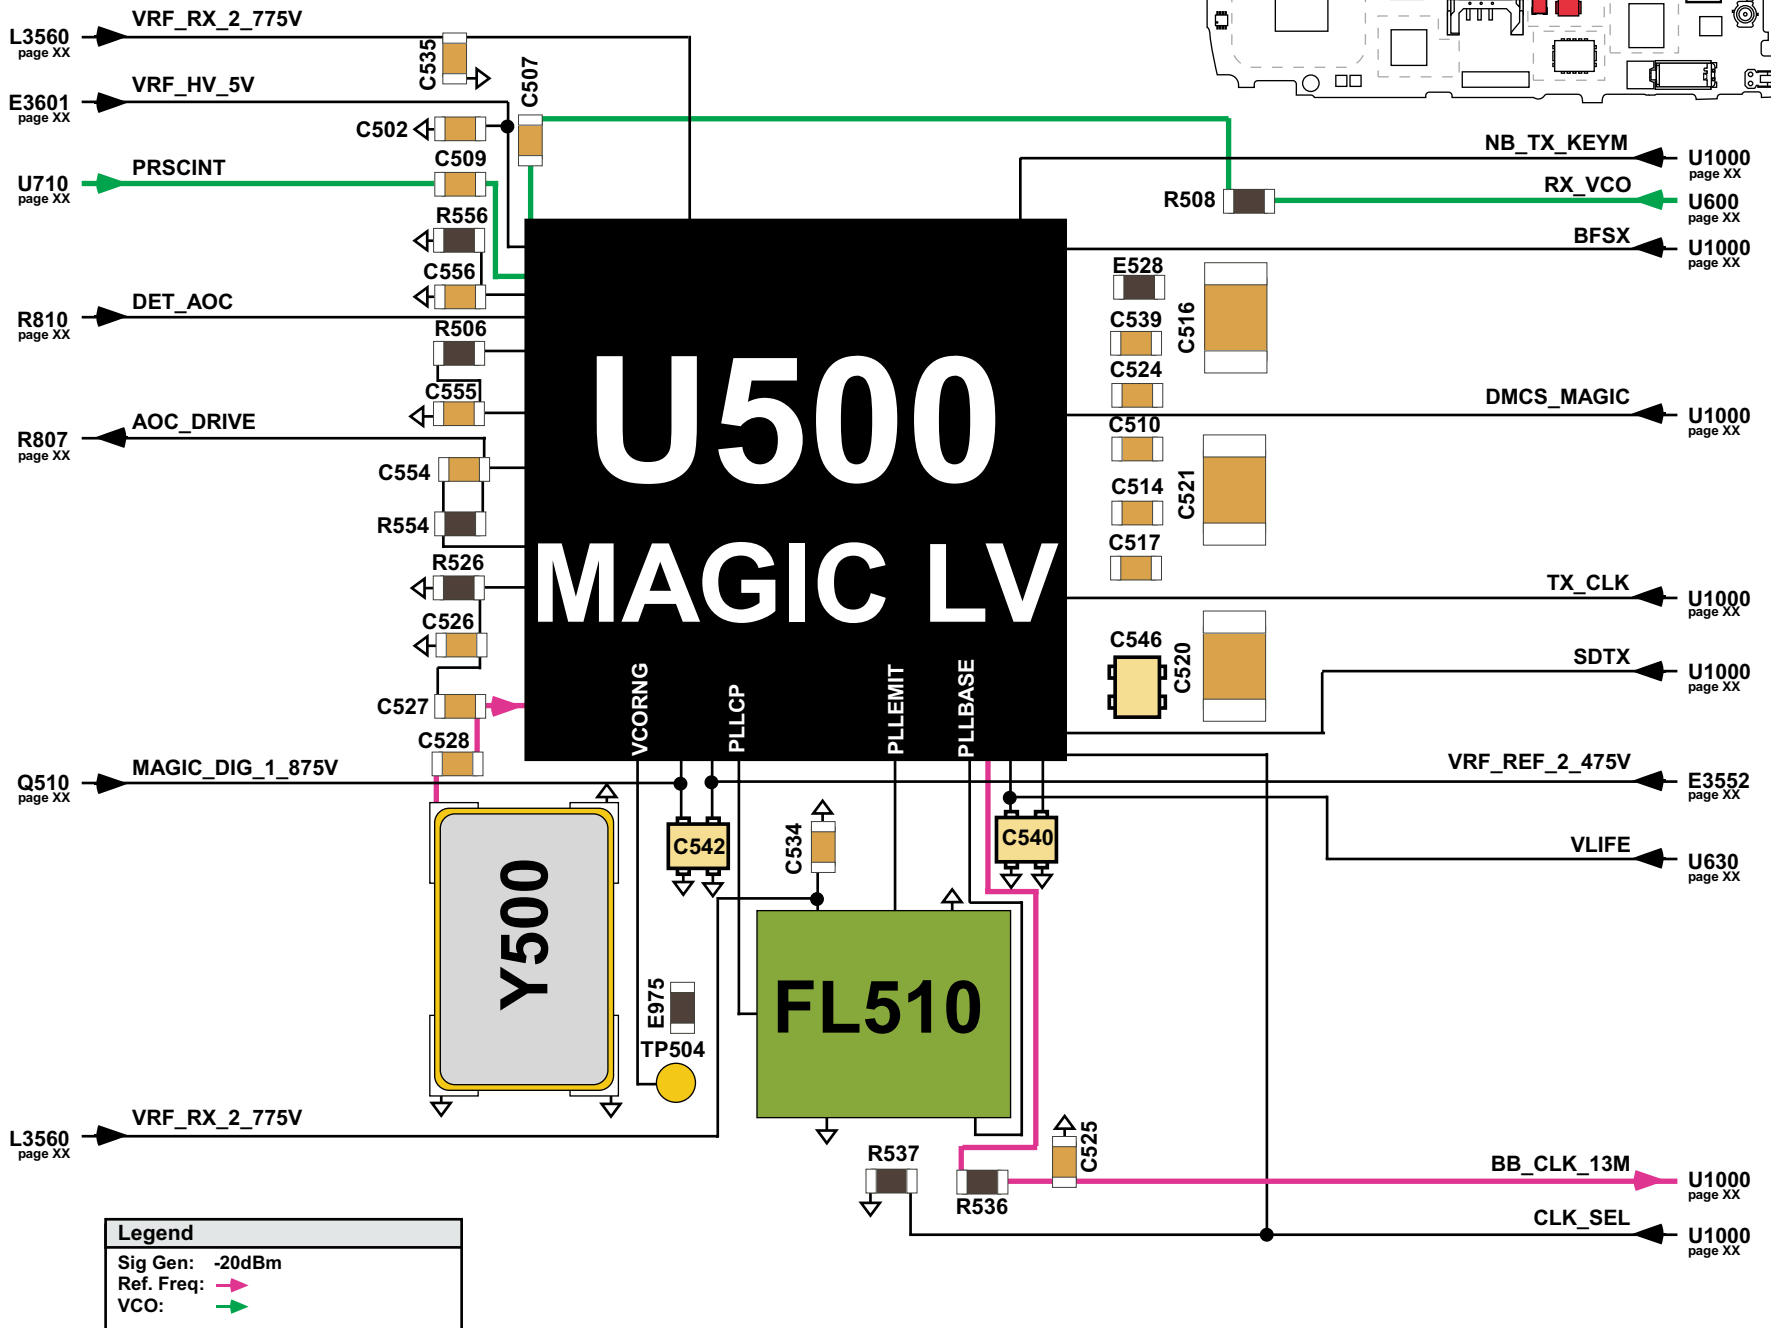 VRF_RX_2_775V
L3560
page XX
C535
C507
VRF_HV_5V
E3601
page XX
C502
C509
PRSCINT
U710
page XX
R556
C556
DET_AOC
R810
page XX
R506
C555
AOC_DRIVE
R807
page XX
C554
R554
R526
C526
C527
C528
MAGIC_DIG_1_875V
Q510
page XX
U500
MAGIC LV
VCORNG
PLLCP
PLLEMIT
PLLBASE
NB_TX_KEYM
U1000
page XX
RX_VCO
R508
U600
page XX
BFSX
U1000
page XX
E528
C539
C516
C524
C510
DMCS_MAGIC
U1000
page XX
C514
C521
C517
TX_CLK
U1000
page XX
C546
C520
SDTX
U1000
page XX
VRF_REF_2_475V
E3552
page XX
VLIFE
U630
page XX
C542
C534
C540
Y500
E975
TP504
FL510
VRF_RX_2_775V
L3560
page XX
R537
R536
C525
BB_CLK_13M
U1000
page XX
CLK_SEL
U1000
page XX
Legend
Sig Gen: -20dBm
Ref. Freq:
VCO: